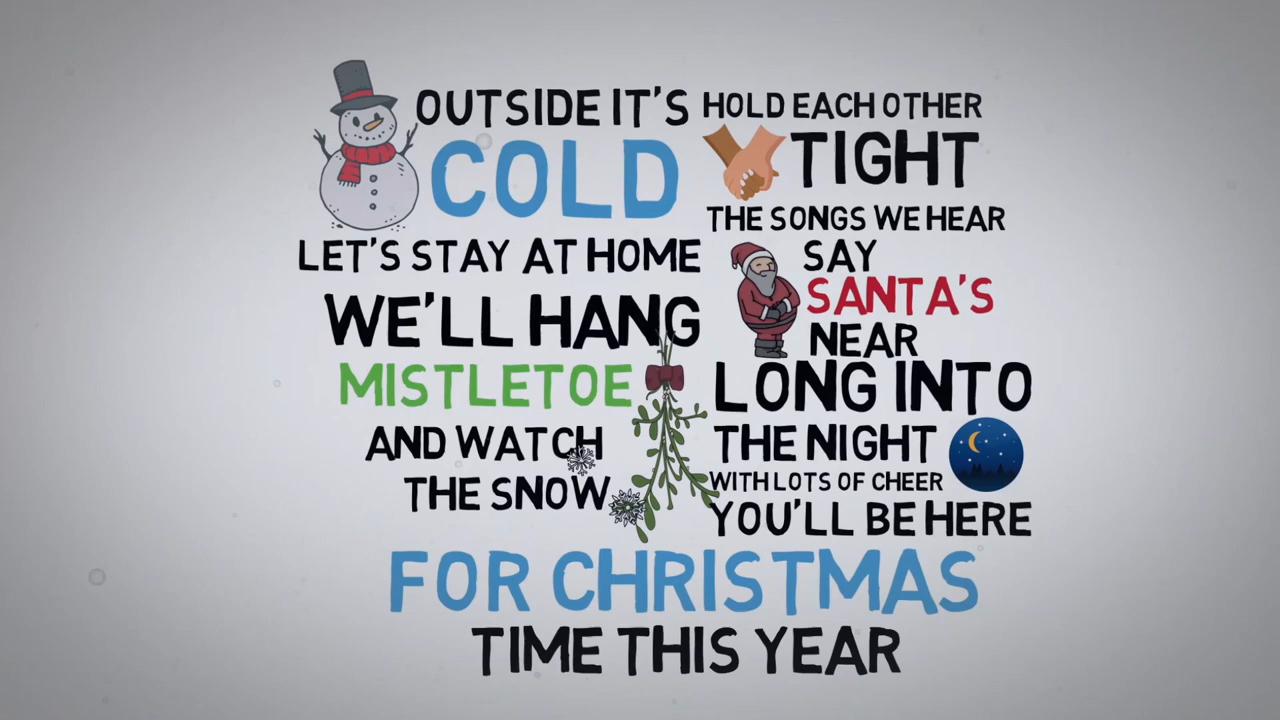 OUTSIDE IT'S
COLD
LET'S STAY AT HOME
WE'LL HANG
MISTLETOE
AND WATCH
THE SNOW
HOLD EACH OTHER
TIGHT
THE SONGS WE HEAR
SAY
SANTA'S
NEAR
LONG INTO
THE NIGHT
WITH LOTS OF CHEER
YOU'LL BE HERE
FOR CHRISTMAS
TIME THIS YEAR